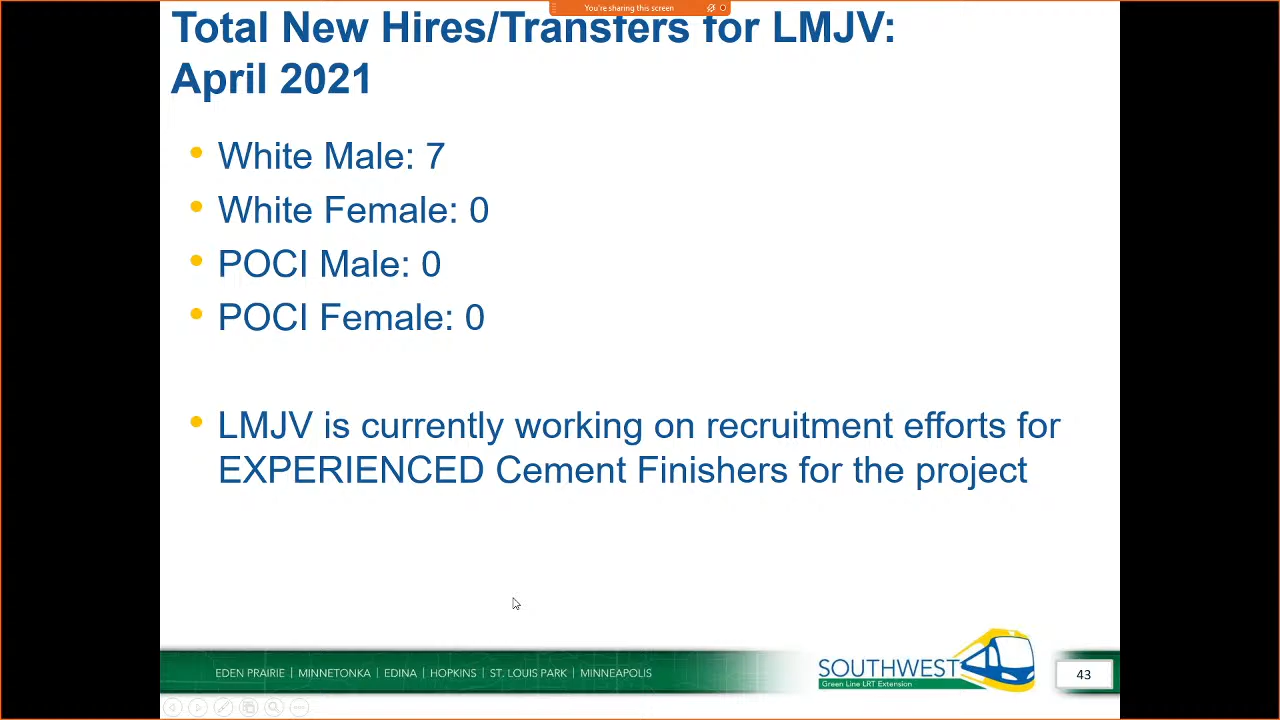 You're sharing this screen
Total New Hires/Transfers for LMJV:
April 2021
• White Male: 7
• White Female: 0
• POCI Male: 0
• POCI Female: 0
• LMJV is currently working on recruitment efforts for
EXPERIENCED Cement Finishers for the project
EDEN PRAIRIE | MINNETONKA | EDINA | HOPKINS | ST. LOUIS PARK | MINNEAPOLIS
SOUTHWEST
Green Line LRT Extension
43